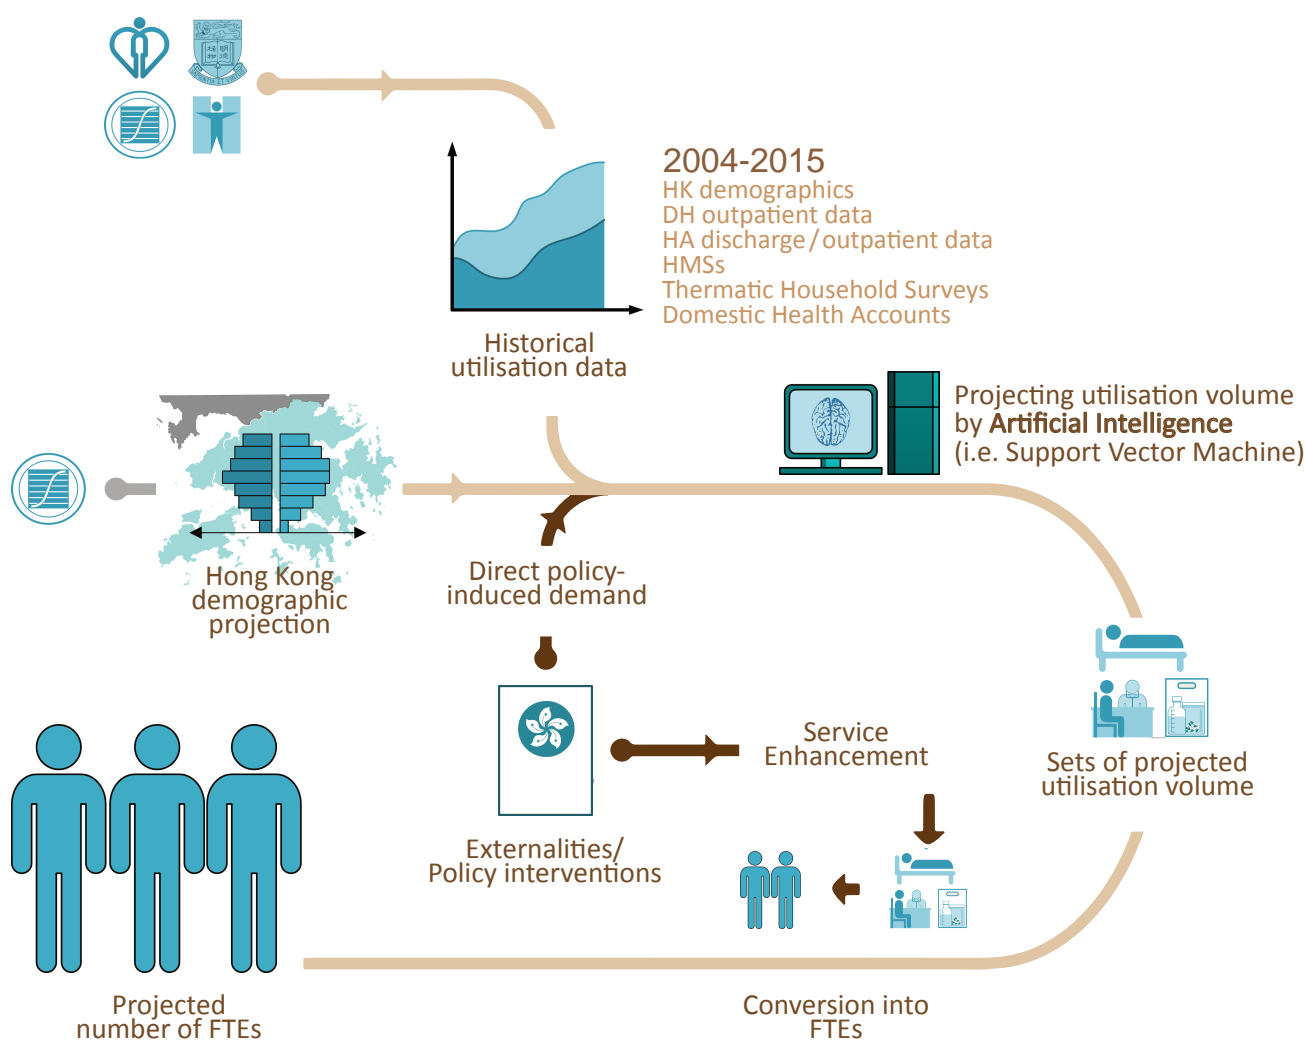 2004-2015
HK demographics
DH outpatient data
HA discharge/outpatient data
HMSs
Thermatic Household Surveys
Domestic Health Accounts
Historical
utilisation data
Projecting utilisation volume
by Artificial Intelligence
(i.e. Support Vector Machine)
Hong Kong
demographic
projection
Direct policy-
induced demand
Service
Enhancement
Sets of projected
utilisation volume
Externalities/
Policy interventions
Projected
number of FTEs
Conversion into
FTEs